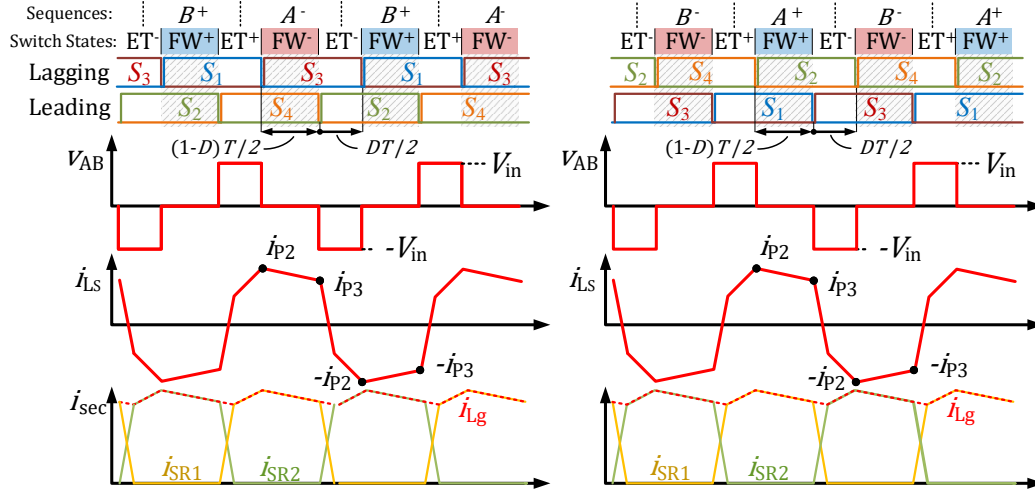 Sequences: B+ A- B+ A- B- A+ B- A+
Switch States: ET- FW+ ET+ FW- ET- FW+ ET+ FW- ET- FW- ET+ FW+ ET- FW- ET+ FW+
Lagging S3 S1 S3 S1 S3 S2 S4 S2 S4 S2
Leading S2 S4 S2 S4 S3 S1 S3 S1
(1-D)T/2 DT/2 (1-D)T/2 DT/2
vAB Vin vAB Vin
-Vin -Vin
iP2 iP2
iLs iP3 iLs iP3
-iP2 -iP3 -iP2 -iP3
isec iLg isec iLg
iSR1 iSR2 iSR1 iSR2